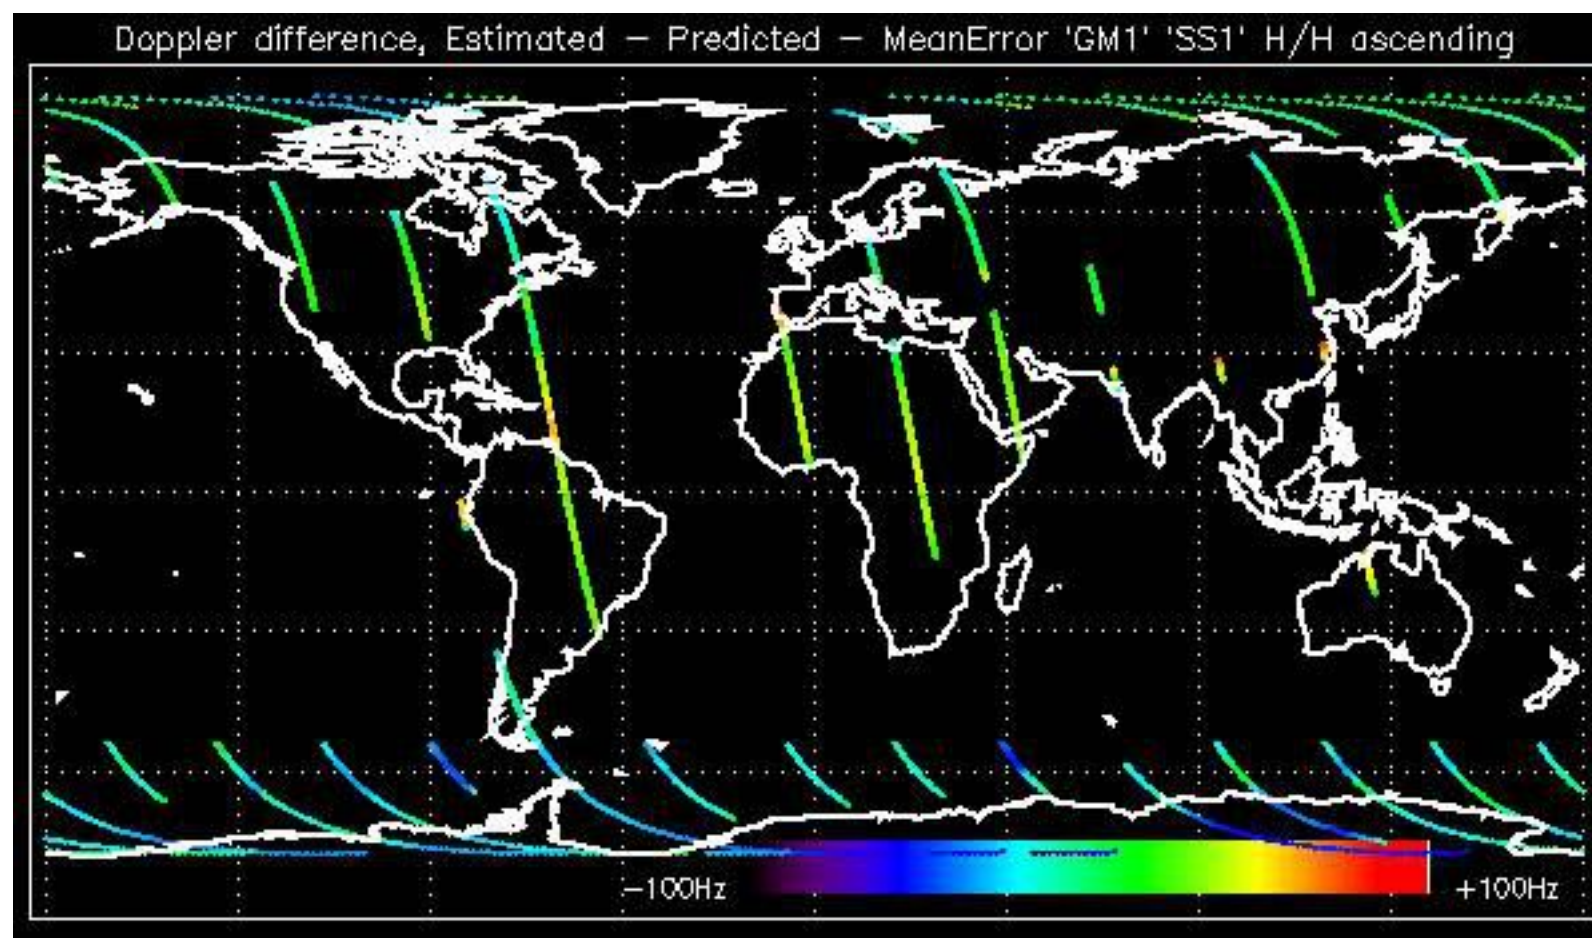 Doppler difference, Estimated – Predicted – MeanError 'GM1' 'SS1' H/H ascending
–100Hz
+100Hz